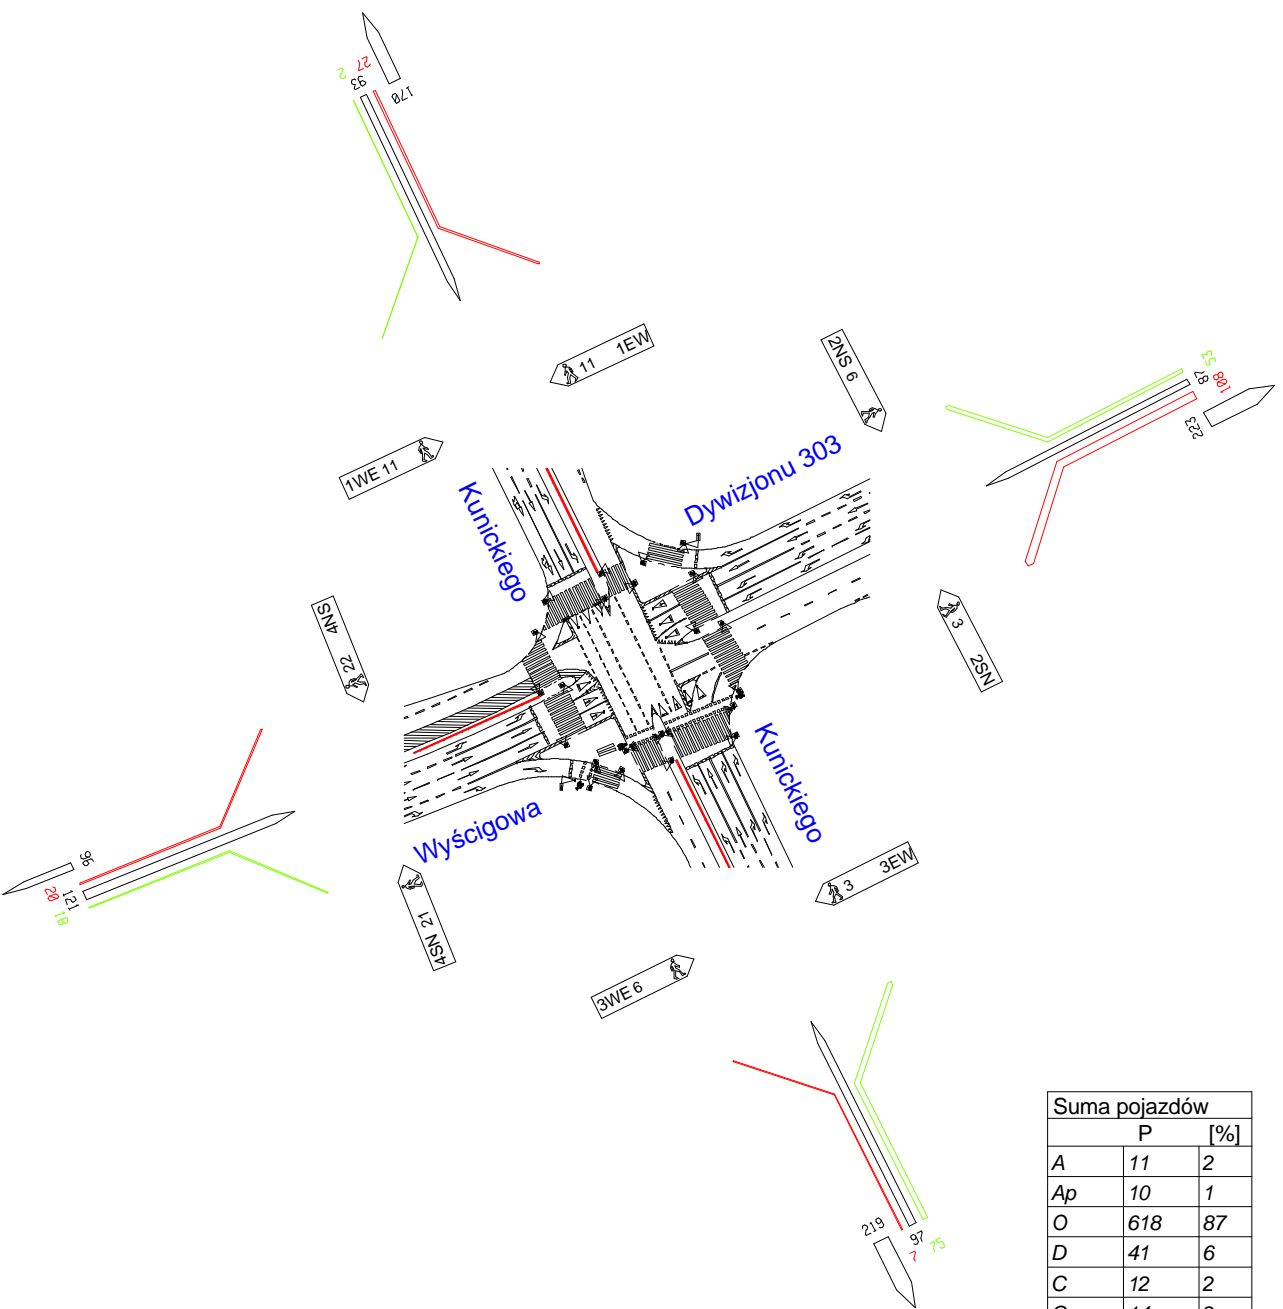 2
93
27
170
11 1EW
2NS 6
53
87
108
223
1WE 11
Kunickiego
Dywizjonu 303
22 4NS
3 2SN
96
20
121
18
Wyścigowa
Kunickiego
4SN 21
3 3EW
3WE 6
219
7
97
75
Suma pojazdów
P [%]
A 11 2
Ap 10 1
O 618 87
D 41 6
C 12 2